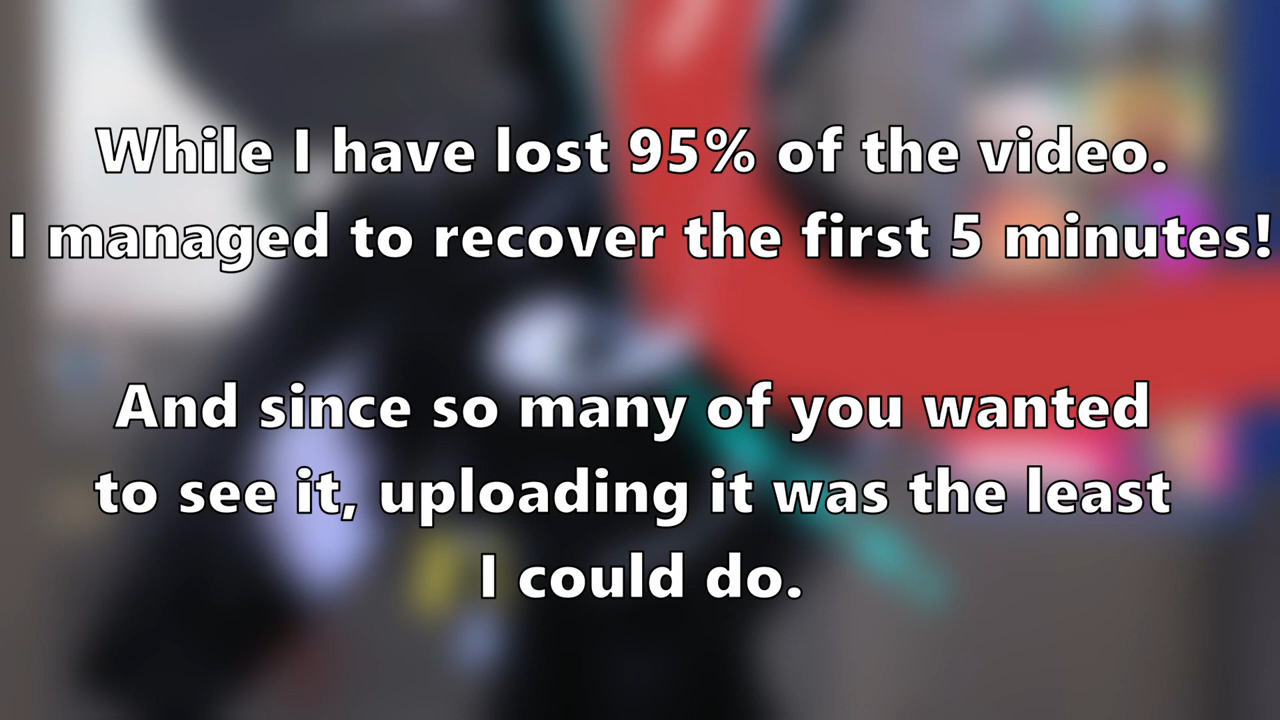 While I have lost 95% of the video.
I managed to recover the first 5 minutes!
And since so many of you wanted
to see it, uploading it was the least
I could do.